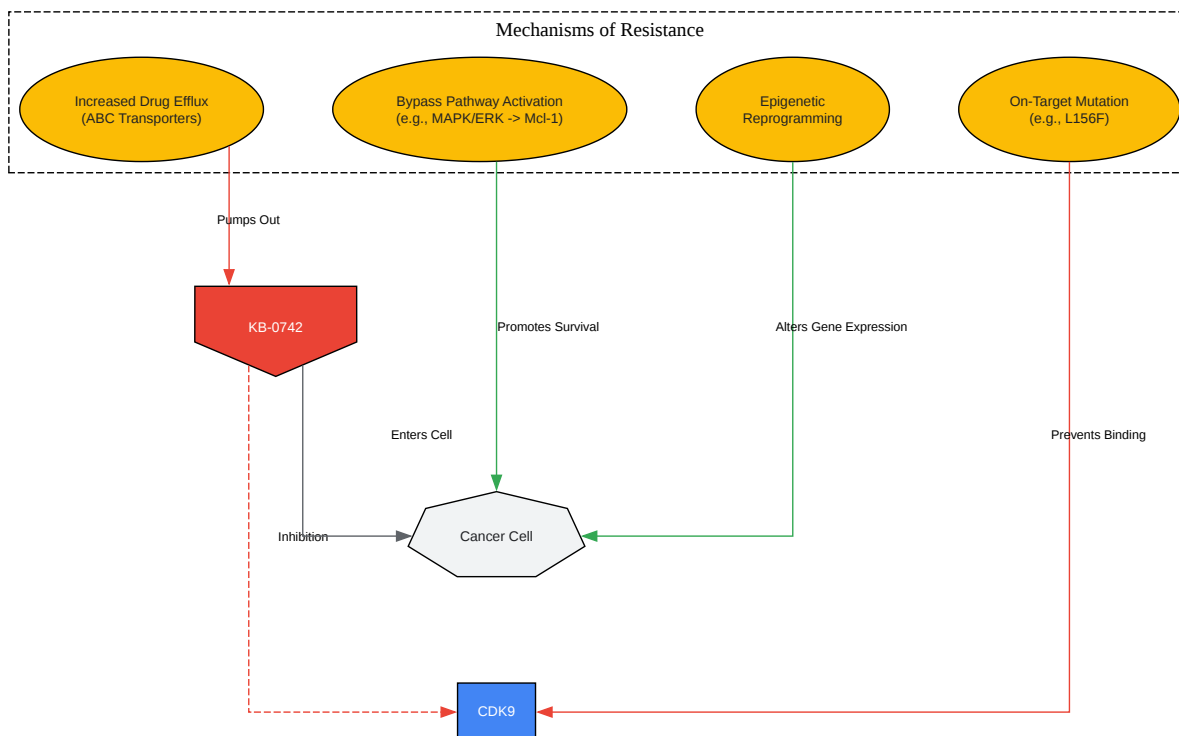 Mechanisms of Resistance
Increased Drug Efflux
(ABC Transporters)
Bypass Pathway Activation
(e.g., MAPK/ERK -> Mcl-1)
Epigenetic
Reprogramming
On-Target Mutation
(e.g., L156F)
Pumps Out
KB-0742
Promotes Survival
Alters Gene Expression
Enters Cell
Prevents Binding
Inhibition
Cancer Cell
CDK9